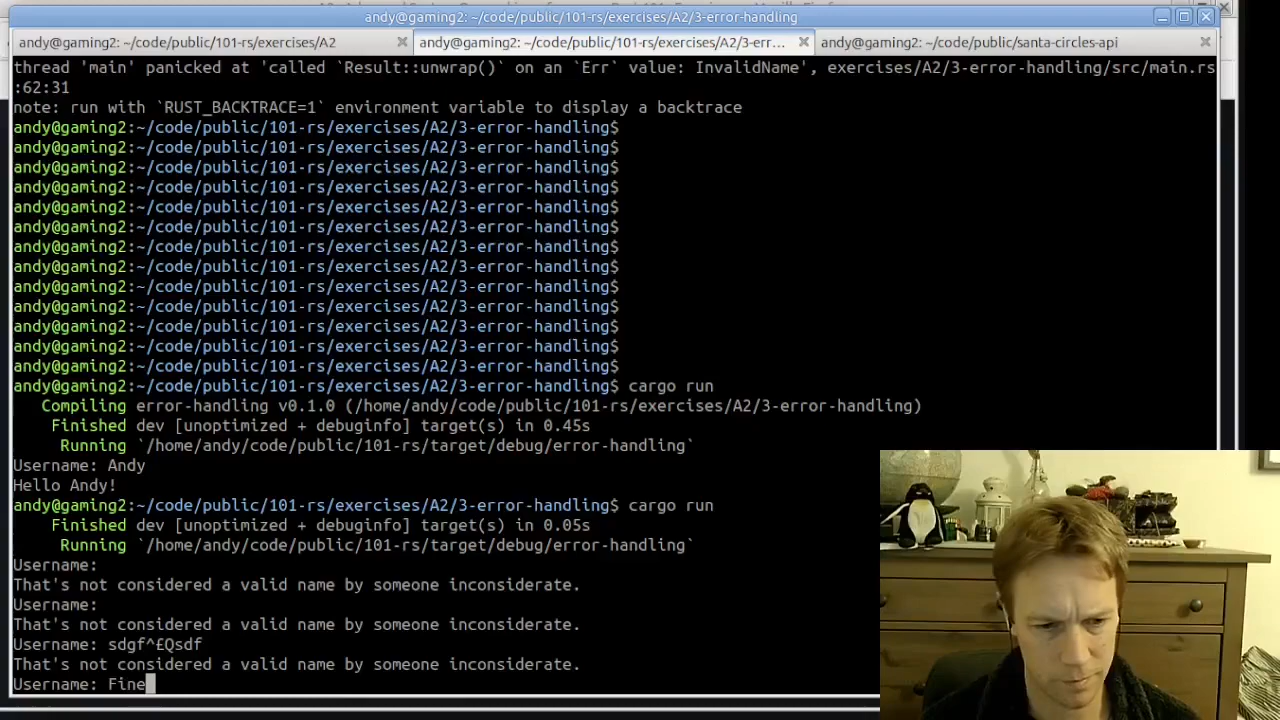 andy@gaming2: ~/code/public/101-rs/exercises/A2/3-error-handling
andy@gaming2: ~/code/public/101-rs/exercises/A2
andy@gaming2: ~/code/public/101-rs/exercises/A2/3-err...
andy@gaming2: ~/code/public/santa-circles-api
thread 'main' panicked at 'called `Result::unwrap()` on an `Err` value: InvalidName', exercises/A2/3-error-handling/src/main.rs
:62:31
note: run with `RUST_BACKTRACE=1` environment variable to display a backtrace
andy@gaming2:~/code/public/101-rs/exercises/A2/3-error-handling$
andy@gaming2:~/code/public/101-rs/exercises/A2/3-error-handling$
andy@gaming2:~/code/public/101-rs/exercises/A2/3-error-handling$
andy@gaming2:~/code/public/101-rs/exercises/A2/3-error-handling$
andy@gaming2:~/code/public/101-rs/exercises/A2/3-error-handling$
andy@gaming2:~/code/public/101-rs/exercises/A2/3-error-handling$
andy@gaming2:~/code/public/101-rs/exercises/A2/3-error-handling$
andy@gaming2:~/code/public/101-rs/exercises/A2/3-error-handling$
andy@gaming2:~/code/public/101-rs/exercises/A2/3-error-handling$
andy@gaming2:~/code/public/101-rs/exercises/A2/3-error-handling$
andy@gaming2:~/code/public/101-rs/exercises/A2/3-error-handling$
andy@gaming2:~/code/public/101-rs/exercises/A2/3-error-handling$
andy@gaming2:~/code/public/101-rs/exercises/A2/3-error-handling$
andy@gaming2:~/code/public/101-rs/exercises/A2/3-error-handling$ cargo run
Compiling error-handling v0.1.0 (/home/andy/code/public/101-rs/exercises/A2/3-error-handling)
Finished dev [unoptimized + debuginfo] target(s) in 0.45s
Running `/home/andy/code/public/101-rs/target/debug/error-handling`
Username: Andy
Hello Andy!
andy@gaming2:~/code/public/101-rs/exercises/A2/3-error-handling$ cargo run
Finished dev [unoptimized + debuginfo] target(s) in 0.05s
Running `/home/andy/code/public/101-rs/target/debug/error-handling`
Username:
That's not considered a valid name by someone inconsiderate.
Username:
That's not considered a valid name by someone inconsiderate.
Username: sdgf^£Qsdf
That's not considered a valid name by someone inconsiderate.
Username: Fine